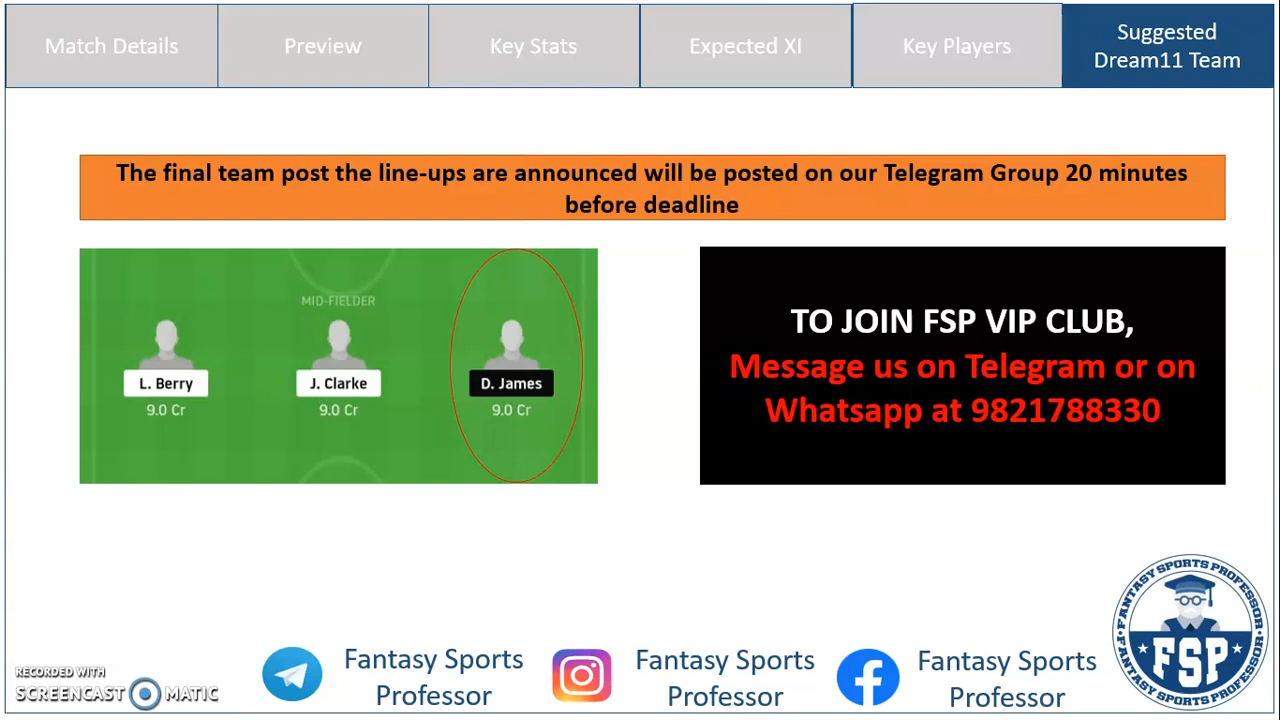 Match Details
Preview
Key Stats
Expected XI
Key Players
Suggested
Dream11 Team
The final team post the line-ups are announced will be posted on our Telegram Group 20 minutes
before deadline
MID-FIELDER
L. Berry
J. Clarke
D. James
9.0 Cr
9.0 Cr
9.0 Cr
TO JOIN FSP VIP CLUB,
Message us on Telegram or on
Whatsapp at 9821788330
RECORDED WITH
SCREENCAST MATIC
Fantasy Sports
Professor
Fantasy Sports
Professor
Fantasy Sports
Professor
FANTASY SPORTS PROFESSOR
FSP
FANTASY SPORTS PROFESSOR